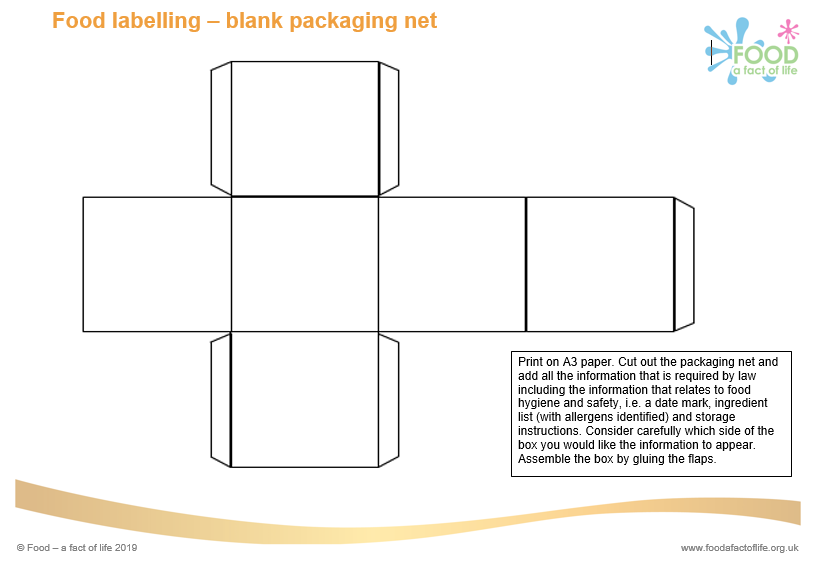 Food labelling – blank packaging net
FOOD
a fact of life
Print on A3 paper. Cut out the packaging net and
add all the information that is required by law
including the information that relates to food
hygiene and safety, i.e. a date mark, ingredient
list (with allergens identified) and storage
instructions. Consider carefully which side of the
box you would like the information to appear.
Assemble the box by gluing the flaps.
© Food – a fact of life 2019
www.foodafactoflife.org.uk